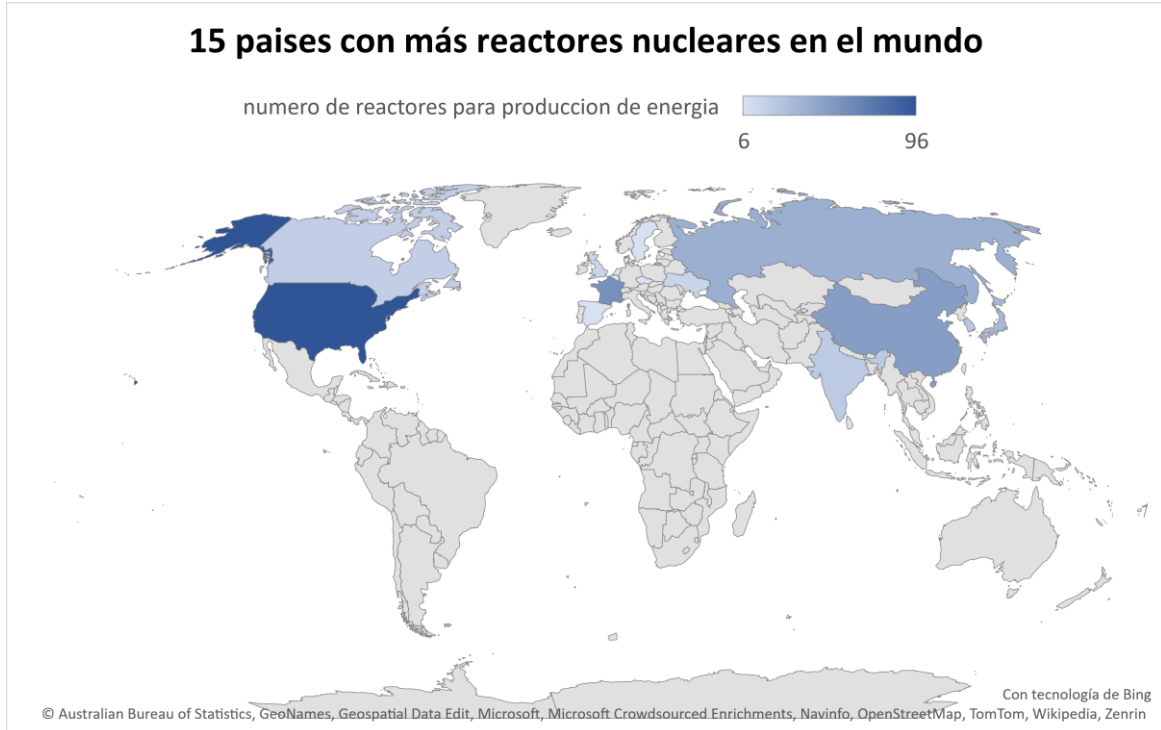 15 paises con más reactores nucleares en el mundo
numero de reactores para produccion de energia
6 96
Con tecnología de Bing
© Australian Bureau of Statistics, GeoNames, Geospatial Data Edit, Microsoft, Microsoft Crowdsourced Enrichments, Navinfo, OpenStreetMap, TomTom, Wikipedia, Zenrin